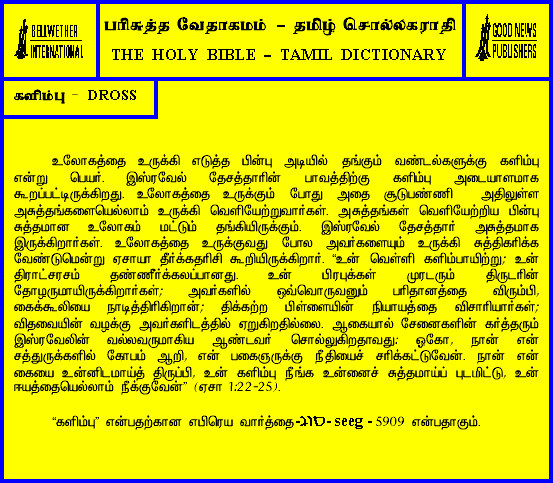 BELLWETHER
INTERNATIONAL
பரிசுத்த வேதாகமம் – தமிழ் சொல்லகராதி
THE HOLY BIBLE – TAMIL DICTIONARY
GOOD NEWS
PUBLISHERS
களிம்பு - DROSS
உலோகத்தை உருக்கி எடுத்த பின்பு அடியில் தங்கும் வண்டல்களுக்கு களிம்பு
என்று பெயர். இஸ்ரவேல் தேசத்தாரின் பாவத்திற்கு களிம்பு அடையாளமாக
கூறப்பட்டிருக்கிறது. உலோகத்தை உருக்கும் போது அதை சூடுபண்ணி அதிலுள்ள
அசுத்தங்களையெல்லாம் உருக்கி வெளியேற்றுவார்கள். அசுத்தங்கள் வெளியேற்றிய பின்பு
சுத்தமான உலோகம் மட்டும் தங்கியிருக்கும். இஸ்ரவேல் தேசத்தார் அசுத்தமாக
இருக்கிறார்கள். உலோகத்தை உருக்குவது போல அவர்களையும் உருக்கி சுத்திகரிக்க
வேண்டுமென்று ஏசாயா தீர்க்கதரிசி கூறியிருக்கிறார். “உன் வெள்ளி களிம்பாயிற்று; உன்
திராட்சரசம் தண்ணீர்க்கலப்பானது. உன் பிரபுக்கள் முரடரும் திருடரின்
தோழருமாயிருக்கிறார்கள்; அவர்களில் ஒவ்வொருவனும் பரிதானத்தை விரும்பி,
கைக்கூலியை நாடித்திரிகிறான்; திக்கற்ற பிள்ளையின் நியாயத்தை விசாரியார்கள்;
விதவையின் வழக்கு அவர்களிடத்தில் ஏறுகிறதில்லை. ஆகையால் சேனைகளின் கர்த்தரும்
இஸ்ரவேலின் வல்லவருமாகிய ஆண்டவர் சொல்லுகிறதாவது: ஓகோ, நான் என்
சத்துருக்களில் கோபம் ஆறி, என் பகைஞருக்கு நீதியைச் சரிக்கட்டுவேன். நான் என்
கையை உன்னிடமாய்த் திருப்பி, உன் களிம்பு நீங்க உன்னைச் சுத்தமாய்ப் புடமிட்டு, உன்
ஈயத்தையெல்லாம் நீக்குவேன்” (ஏசா 1:22-25).
“களிம்பு” என்பதற்கான எபிரெய வார்த்தை-סוג - seeg - 5909 என்பதாகும்.